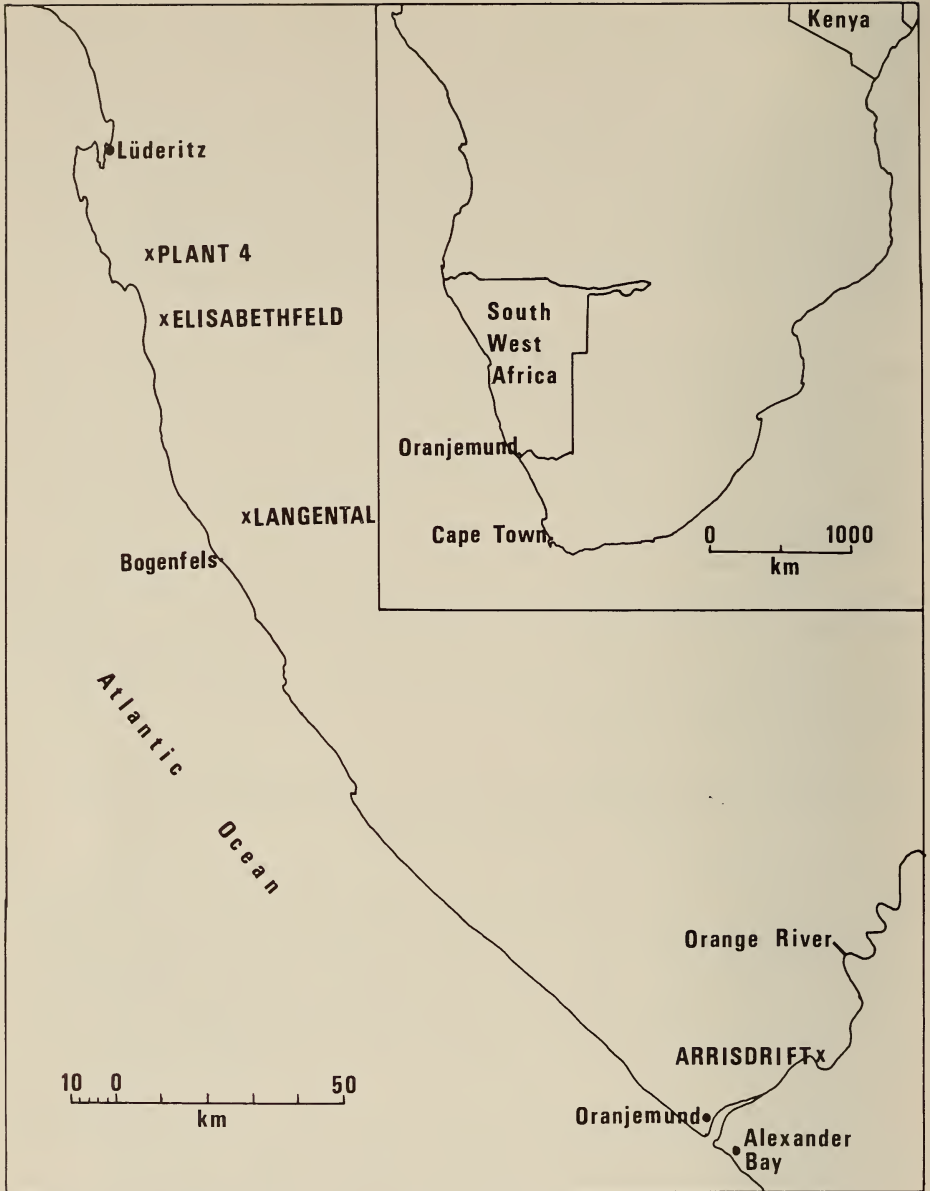 Kenya
Lüderitz
xPLANT 4
xELISABETHFELD
South
West
Africa
Oranjemund
xLANGENTAL
Cape Town
0 1000
km
Bogenfels
Atlantic
Ocean
Orange River
ARRISDRIFTx
10 0 50
km
Oranjemund
Alexander
Bay